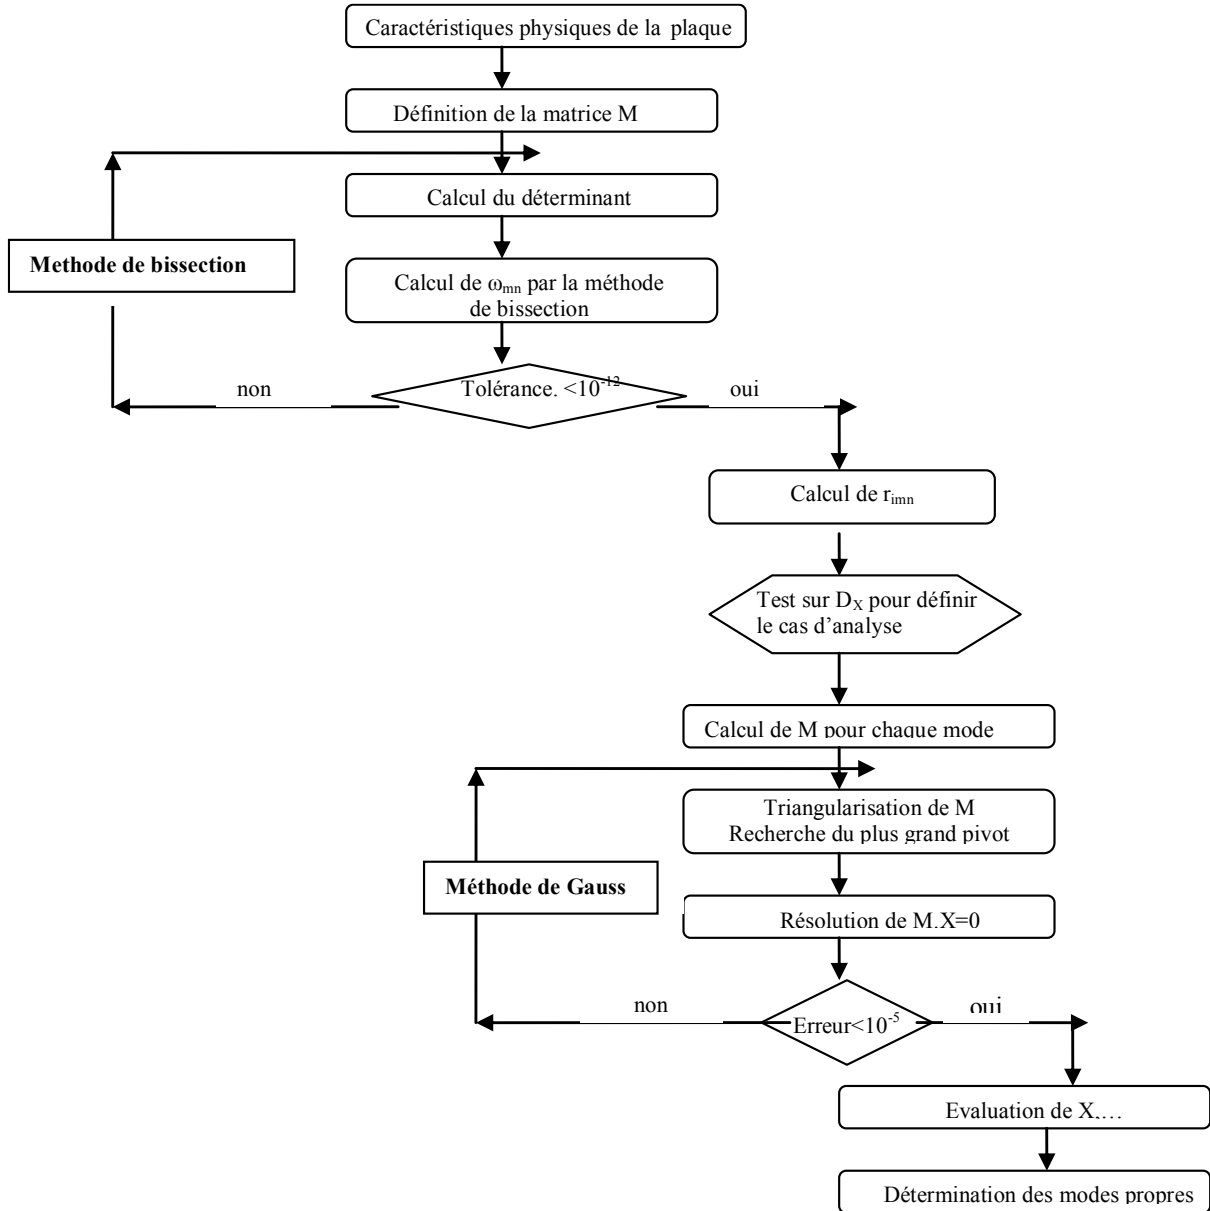 Caractéristiques physiques de la plaque
Définition de la matrice M
Calcul du déterminant
Methode de bissection
Calcul de ωmn par la méthode
de bissection
Tolérance. <10-12
non
oui
Calcul de rimn
Test sur DX pour définir
le cas d’analyse
Calcul de M pour chaque mode
Triangularisation de M
Recherche du plus grand pivot
Méthode de Gauss
Résolution de M.X=0
non
oui
Erreur<10-5
Evaluation de X,…
Détermination des modes propres